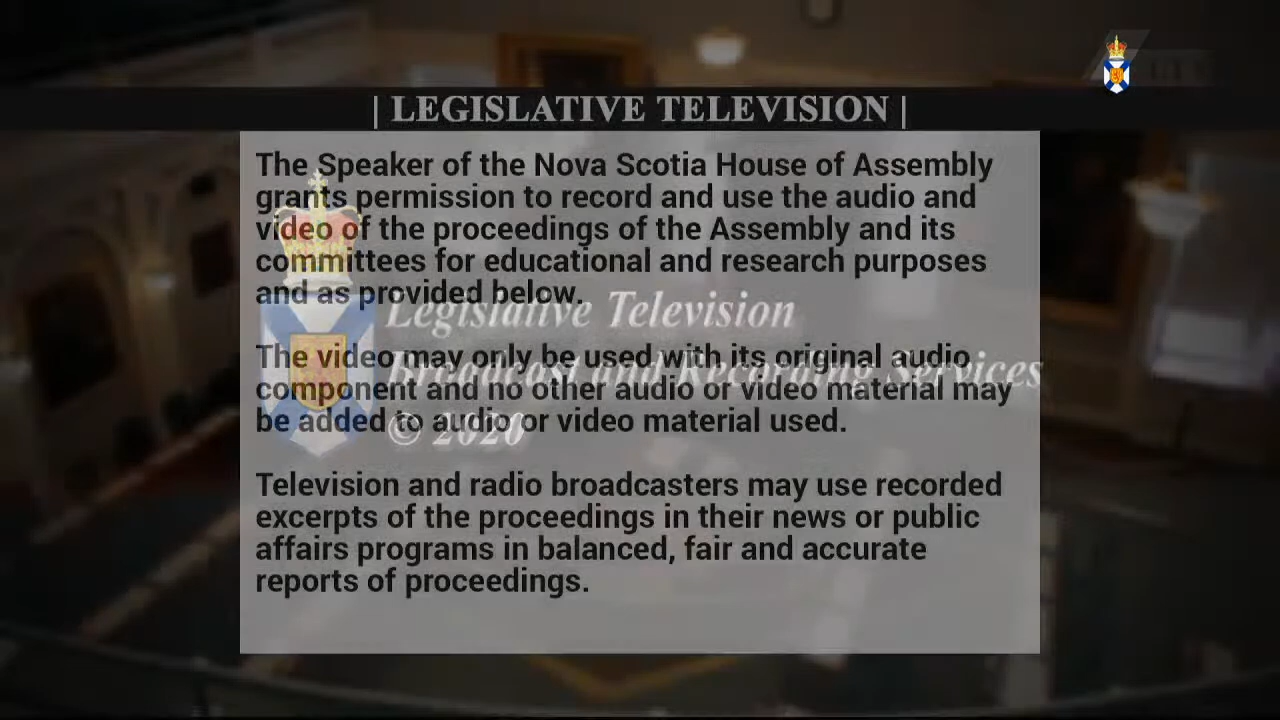 | LEGISLATIVE TELEVISION |
The Speaker of the Nova Scotia House of Assembly
grants permission to record and use the audio and
video of the proceedings of the Assembly and its
committees for educational and research purposes
and as provided below.
The video may only be used with its original audio
component and no other audio or video material may
be added to audio or video material used.
Television and radio broadcasters may use recorded
excerpts of the proceedings in their news or public
affairs programs in balanced, fair and accurate
reports of proceedings.
Legislative Television
Broadcast and Recording Services
© 2020